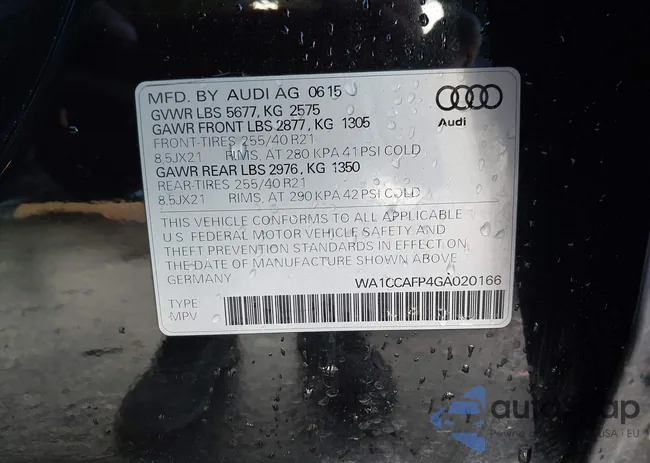 MFD. BY AUDI AG 06 15
GVWR LBS 5677, KG 2575
GAWR FRONT LBS 2877, KG 1305
FRONT-TIRES 255/40 R21
8,5JX21 RIMS, AT 280 KPA 41 PSI COLD
GAWR REAR LBS 2976, KG 1350
REAR-TIRES 255/40 R21
8,5JX21 RIMS, AT 290 KPA 42 PSI COLD
Audi
THIS VEHICLE CONFORMS TO ALL APPLICABLE
U.S. FEDERAL MOTOR VEHICLE SAFETY AND
THEFT PREVENTION STANDARDS IN EFFECT ON
THE DATE OF MANUFACTURE SHOWN ABOVE
GERMANY
WA1CCAFP4GA020166
TYPE
MPV
USA | EU